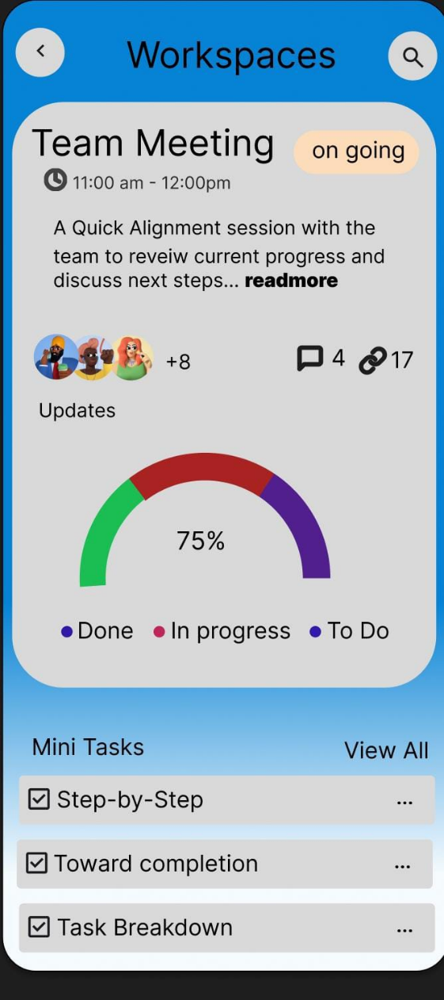 Workspaces
Team Meeting
on going
11:00 am - 12:00pm
A Quick Alignment session with the
team to reveiw current progress and
discuss next steps... readmore
+8
4
17
Updates
75%
Done In progress To Do
Mini Tasks
View All
Step-by-Step ...
Toward completion ...
Task Breakdown ...